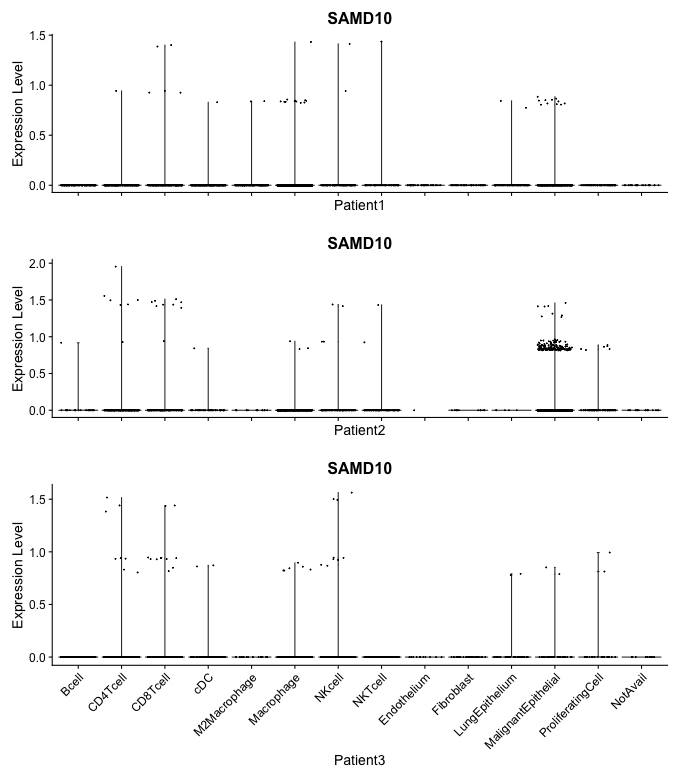 SAMD10
Expression Level
1.5
1.0
0.5
0.0
Patient1
SAMD10
Expression Level
2.0
1.5
1.0
0.5
0.0
Patient2
SAMD10
Expression Level
1.5
1.0
0.5
0.0
Bcell
CD4Tcell
CD8Tcell
cDC
M2Macrophage
Macrophage
NKcell
NKTcell
Endothelium
Fibroblast
LungEpithelium
MalignantEpithelial
ProliferatingCell
NotAvail
Patient3